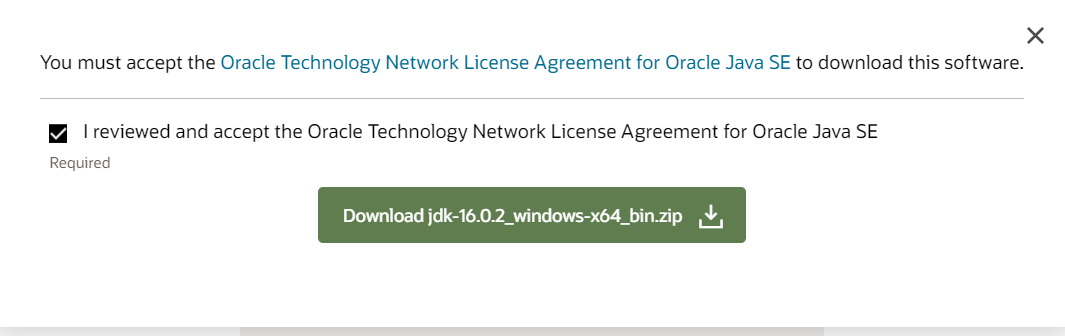 You must accept the Oracle Technology Network License Agreement for Oracle Java SE to download this software.
I reviewed and accept the Oracle Technology Network License Agreement for Oracle Java SE
Required
Download jdk-16.0.2_windows-x64_bin.zip